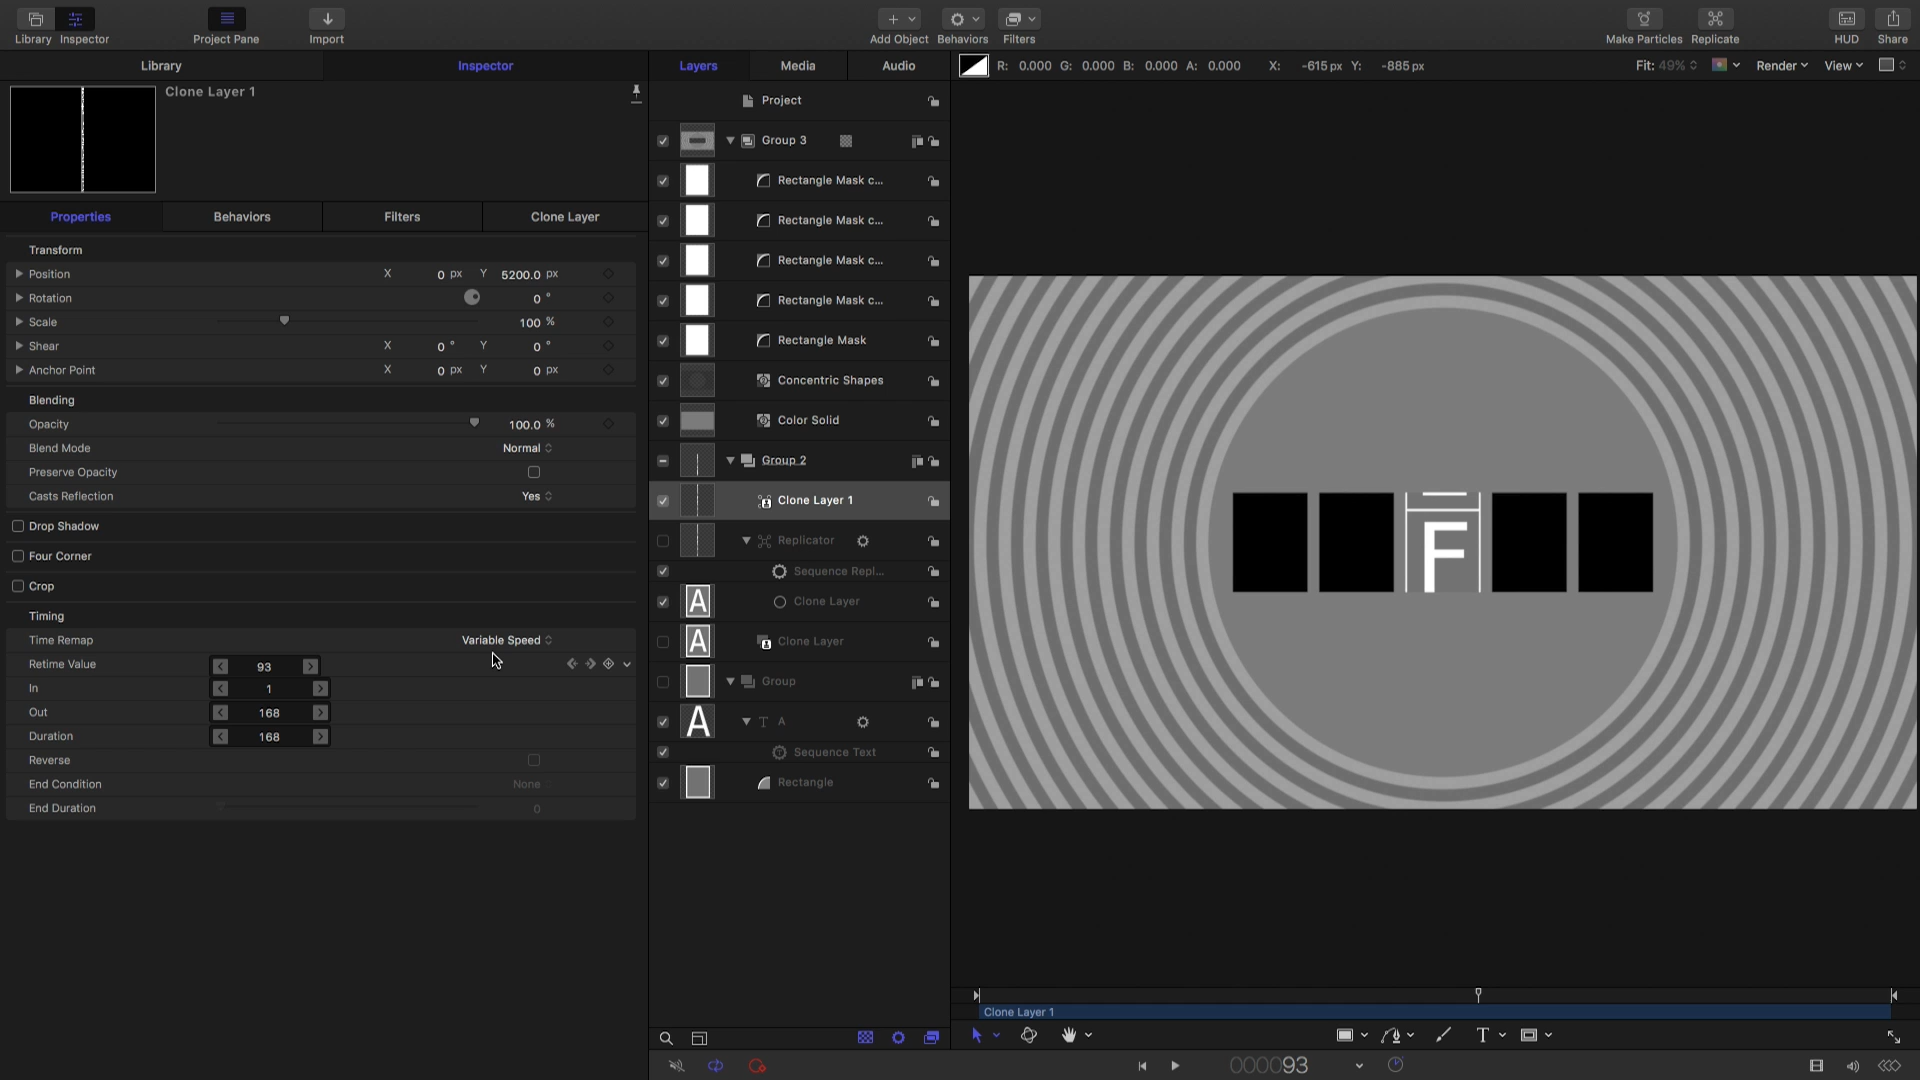 Library Inspector Project Pane Import Add Object Behaviors Filters Make Particles Replicate HUD Share
Library Inspector Layers Media Audio R: 0.000 G: 0.000 B: 0.000 A: 0.000 X: -615 px Y: -885 px Fit: 49% Render View
Clone Layer 1
Properties Behaviors Filters Clone Layer
Transform
Position X 0 px Y 5200.0 px
Rotation 0 °
Scale 100 %
Shear X 0 ° Y 0 °
Anchor Point X 0 px Y 0 px
Blending
Opacity 100.0 %
Blend Mode Normal
Preserve Opacity
Casts Reflection Yes
Drop Shadow
Four Corner
Crop
Timing
Time Remap Variable Speed
Retime Value 93
In 1
Out 168
Duration 168
Reverse
End Condition None
End Duration 0
Project
Group 3
Rectangle Mask c...
Rectangle Mask c...
Rectangle Mask c...
Rectangle Mask c...
Rectangle Mask
Concentric Shapes
Color Solid
Group 2
Clone Layer 1
Replicator
Sequence Repl...
A Clone Layer
A Clone Layer
Group
A T A
Sequence Text
Rectangle
F
Clone Layer 1
T
000093